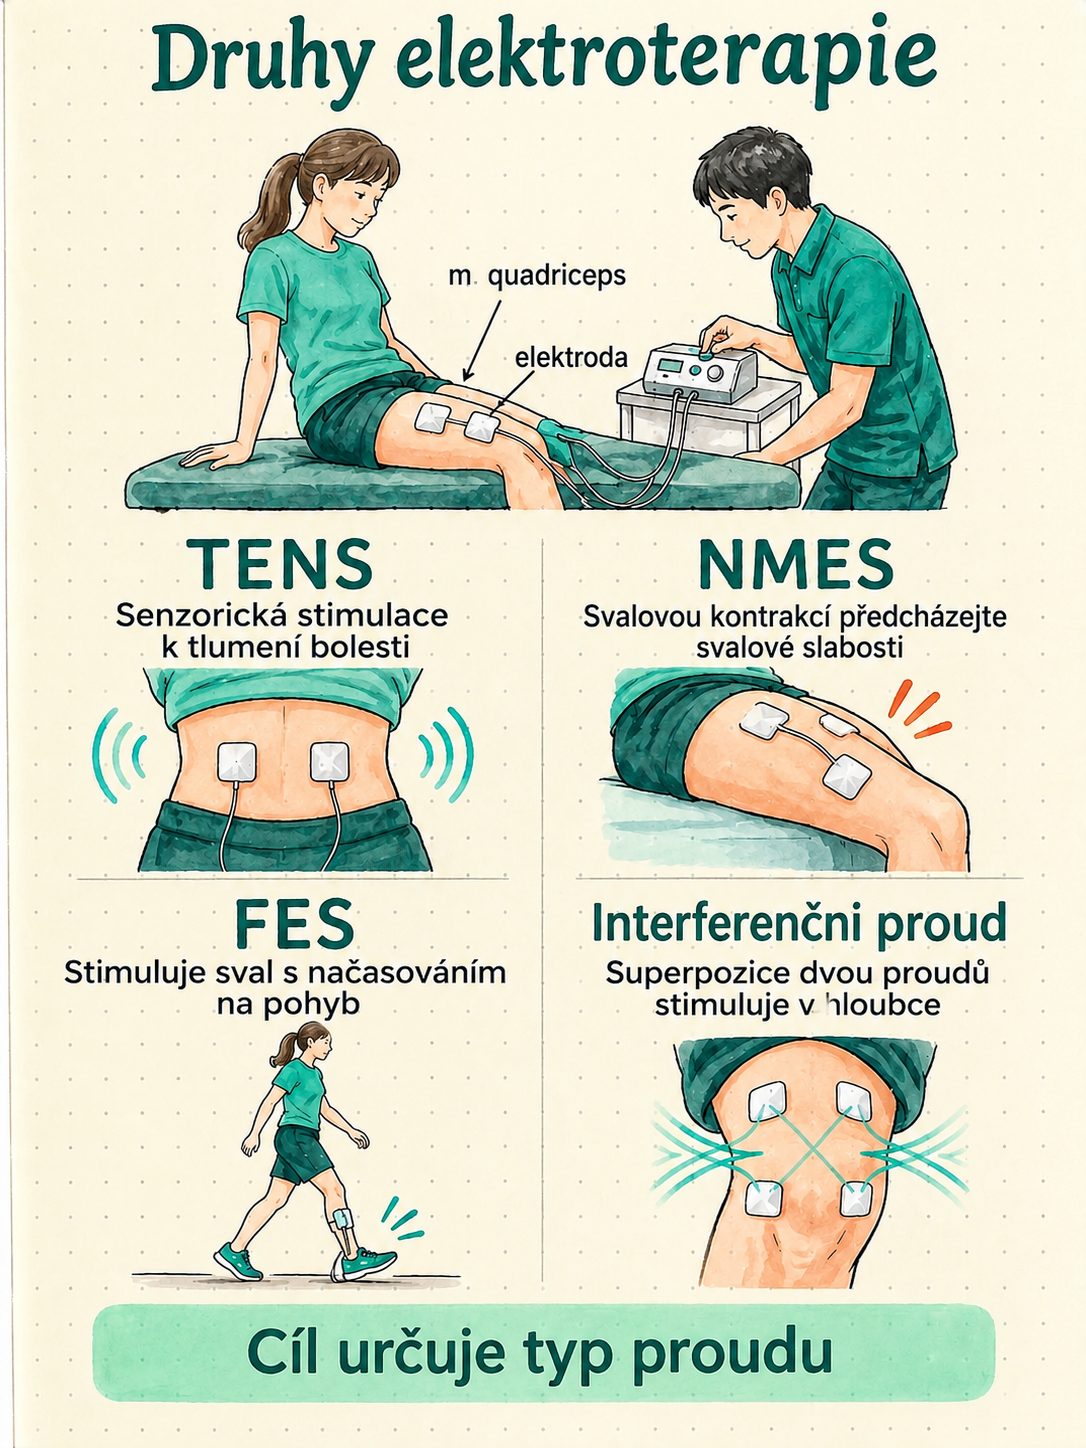 Druhy elektroterapie
m. quadriceps
elektroda
TENS
Senzorická stimulace
k tlumení bolesti
NMES
Svalovou kontrakcí předcházejte
svalové slabosti
FES
Stimuluje sval s načasováním
na pohyb
Interferenčni proud
Superpozice dvou proudů
stimuluje v hloubce
Cíl určuje typ proudu